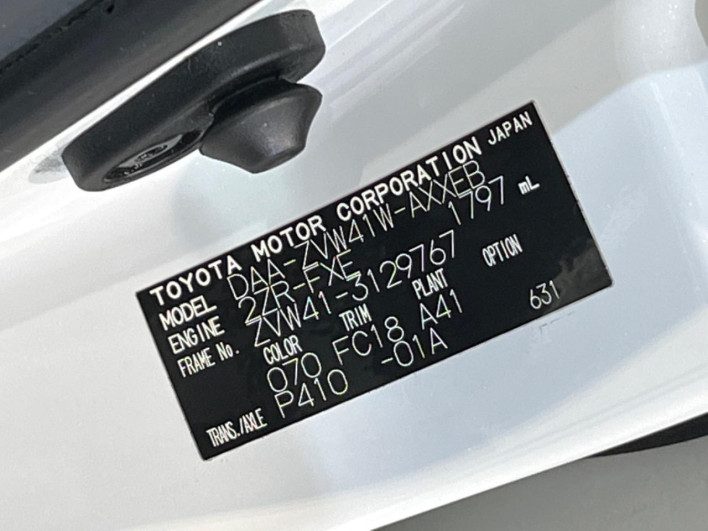 TOYOTA MOTOR CORPORATION JAPAN
MODEL DAA-ZVW41W-AXXEB
ENGINE 2ZR-FXE 1797 mL
FRAME No. ZVW41-3129767
COLOR TRIM PLANT OPTION
070 FC18 A41 631
TRANS./AXLE P410 -01A